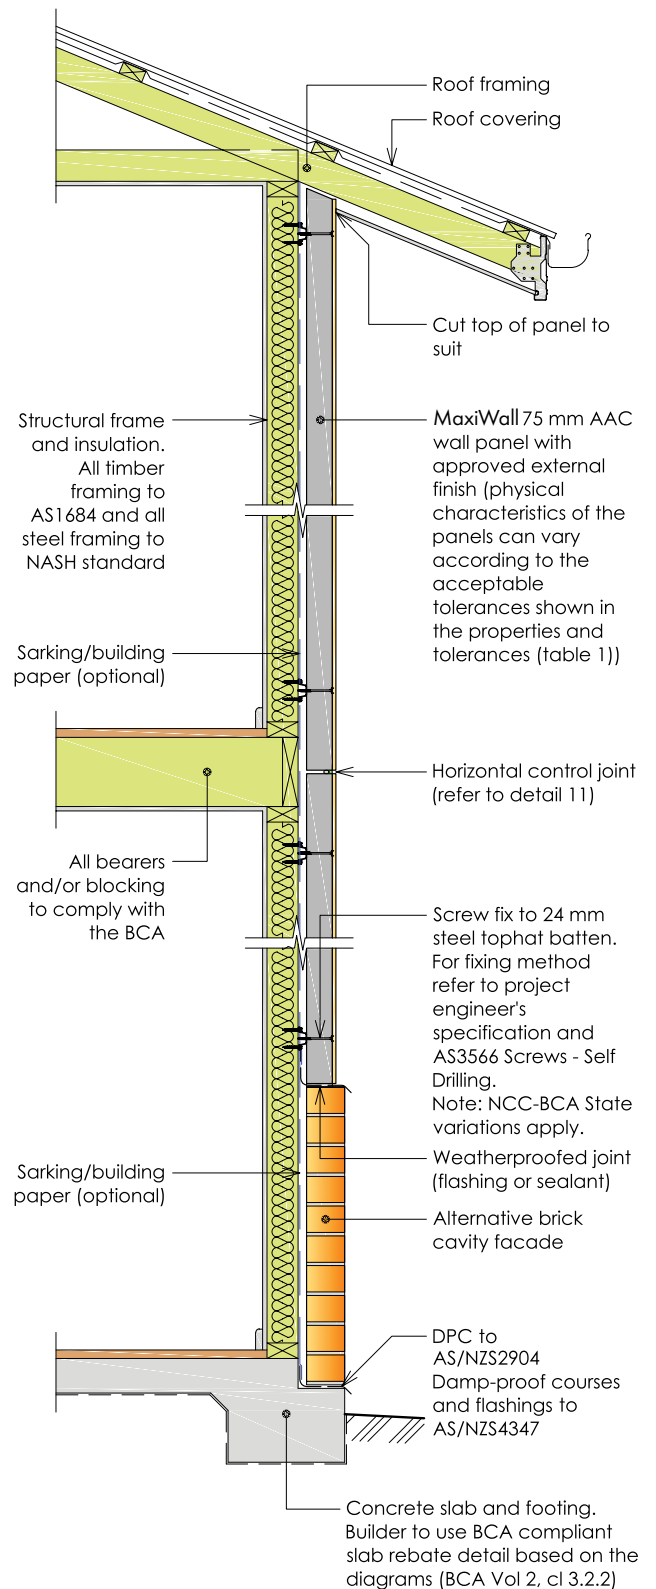 Roof framing
Roof covering
Cut top of panel to
suit
Structural frame
and insulation.
All timber
framing to
AS1684 and all
steel framing to
NASH standard
MaxiWall 75 mm AAC
wall panel with
approved external
finish (physical
characteristics of the
panels can vary
according to the
acceptable
tolerances shown in
the properties and
tolerances (table 1))
Sarking/building
paper (optional)
Horizontal control joint
(refer to detail 11)
All bearers
and/or blocking
to comply with
the BCA
Screw fix to 24 mm
steel tophat batten.
For fixing method
refer to project
engineer's
specification and
AS3566 Screws - Self
Drilling.
Note: NCC-BCA State
variations apply.
Sarking/building
paper (optional)
Weatherproofed joint
(flashing or sealant)
Alternative brick
cavity facade
DPC to
AS/NZS2904
Damp-proof courses
and flashings to
AS/NZS4347
Concrete slab and footing.
Builder to use BCA compliant
slab rebate detail based on the
diagrams (BCA Vol 2, cl 3.2.2)